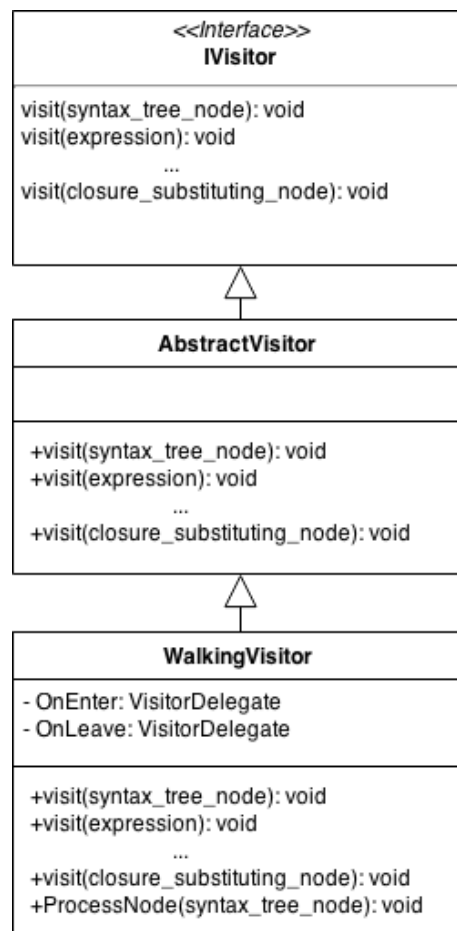 <<Interface>>
IVisitor
visit(syntax_tree_node): void
visit(expression): void
...
visit(closure_substituting_node): void
AbstractVisitor
+visit(syntax_tree_node): void
+visit(expression): void
...
+visit(closure_substituting_node): void
WalkingVisitor
- OnEnter: VisitorDelegate
- OnLeave: VisitorDelegate
+visit(syntax_tree_node): void
+visit(expression): void
...
+visit(closure_substituting_node): void
+ProcessNode(syntax_tree_node): void